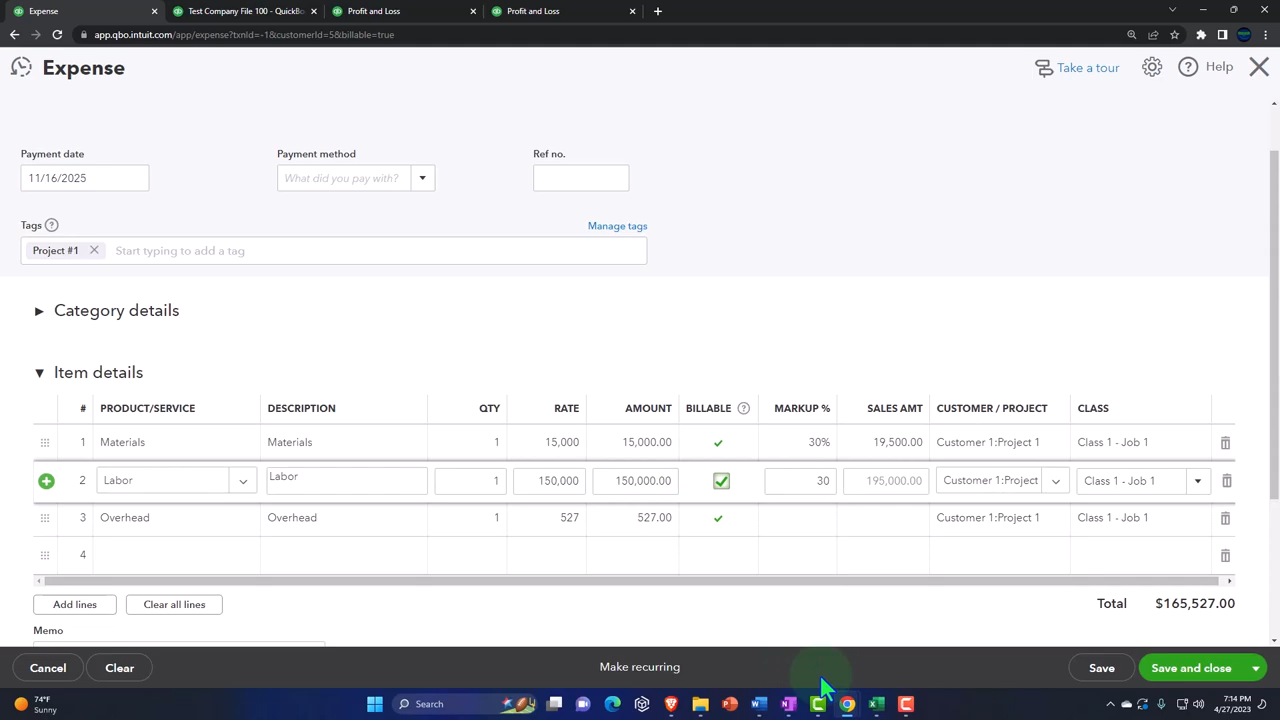 Expense
Test Company File 100 - QuickBo
Profit and Loss
Profit and Loss
app.qbo.intuit.com/app/expense?txnId=-1&customerId=5&billable=true
Expense
Take a tour
Help
Payment date
Payment method
Ref no.
11/16/2025
What did you pay with?
Tags
Manage tags
Project #1
Start typing to add a tag
Category details
Item details
# PRODUCT/SERVICE DESCRIPTION QTY RATE AMOUNT BILLABLE MARKUP % SALES AMT CUSTOMER / PROJECT CLASS
1 Materials Materials 1 15,000 15,000.00 30% 19,500.00 Customer 1:Project 1 Class 1 - Job 1
2 Labor Labor 1 150,000 150,000.00 30 195,000.00 Customer 1:Project Class 1 - Job 1
3 Overhead Overhead 1 527 527.00 Customer 1:Project 1 Class 1 - Job 1
4
Add lines
Clear all lines
Total $165,527.00
Memo
Cancel
Clear
Make recurring
Save
Save and close
74°F
Sunny
Search
7:14 PM
4/27/2023